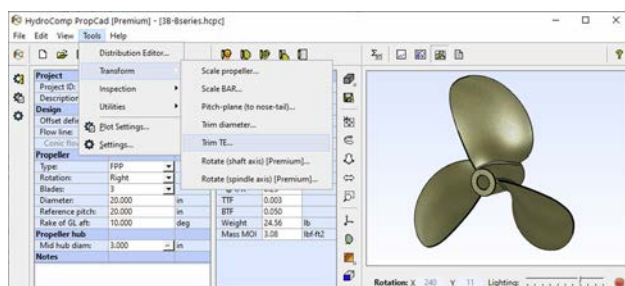 HydroComp PropCad [Premium] - [3B-Bseries.hcpc]
File Edit View Tools Help
Distribution Editor...
Transform
Inspection
Utilities
Plot Settings...
Settings...
Scale propeller...
Scale BAR...
Pitch-plane (to nose-tail)...
Trim diameter...
Trim TE...
Rotate (shaft axis) [Premium]...
Rotate (spindle axis) [Premium]...
Project
Project ID:
Description
Design
Offset defin
Flow line:
Conic flo
Propeller
Type: FPP
Rotation: Right
Blades: 3
Diameter: 20.000 in
Reference pitch: 20.000 in
Rake of GL aft: 10.000 deg
Propeller hub
Mid hub diam: 3.000 in
Notes
TTF 0.003
BTF 0.050
Weight 24.56 lb
Mass MOI 3.08 lbf-ft2
Rotation: X 240 Y 11 Lighting: